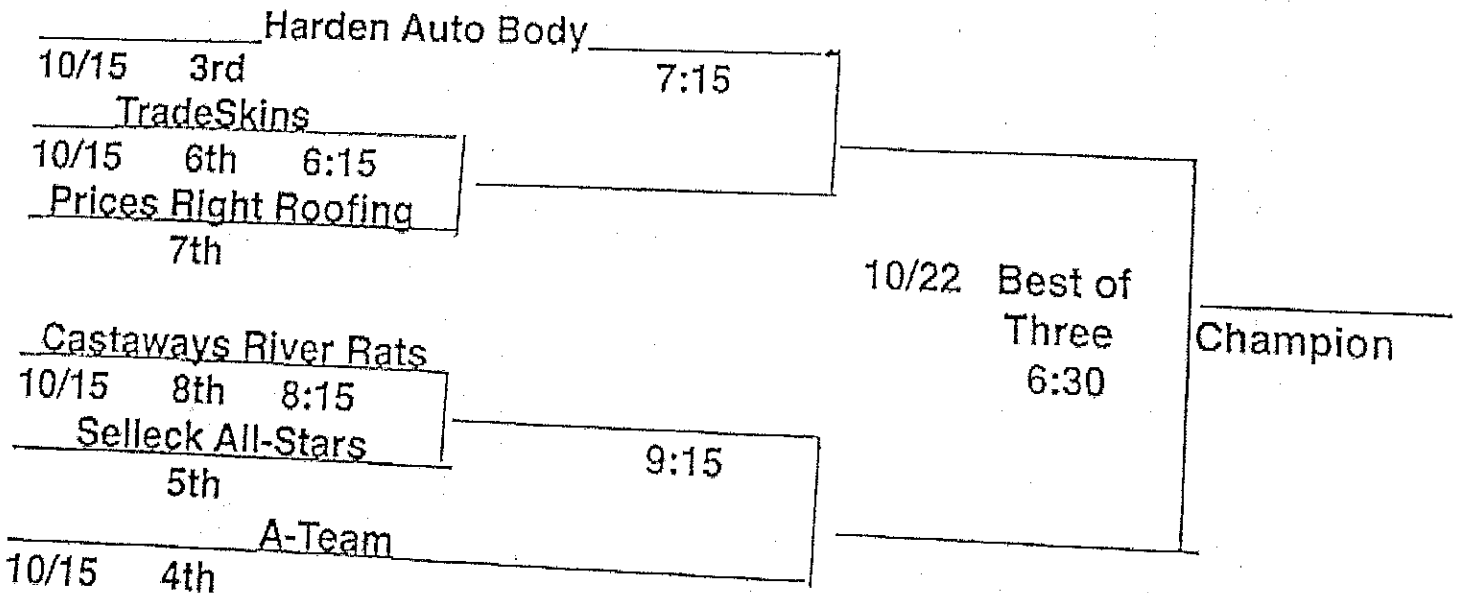 Harden Auto Body
10/15 3rd 7:15
TradeSkins
10/15 6th 6:15
Prices Right Roofing
7th
10/22 Best of
Three
6:30
Champion
Castaways River Rats
10/15 8th 8:15
Selleck All-Stars
5th
9:15
A-Team
10/15 4th